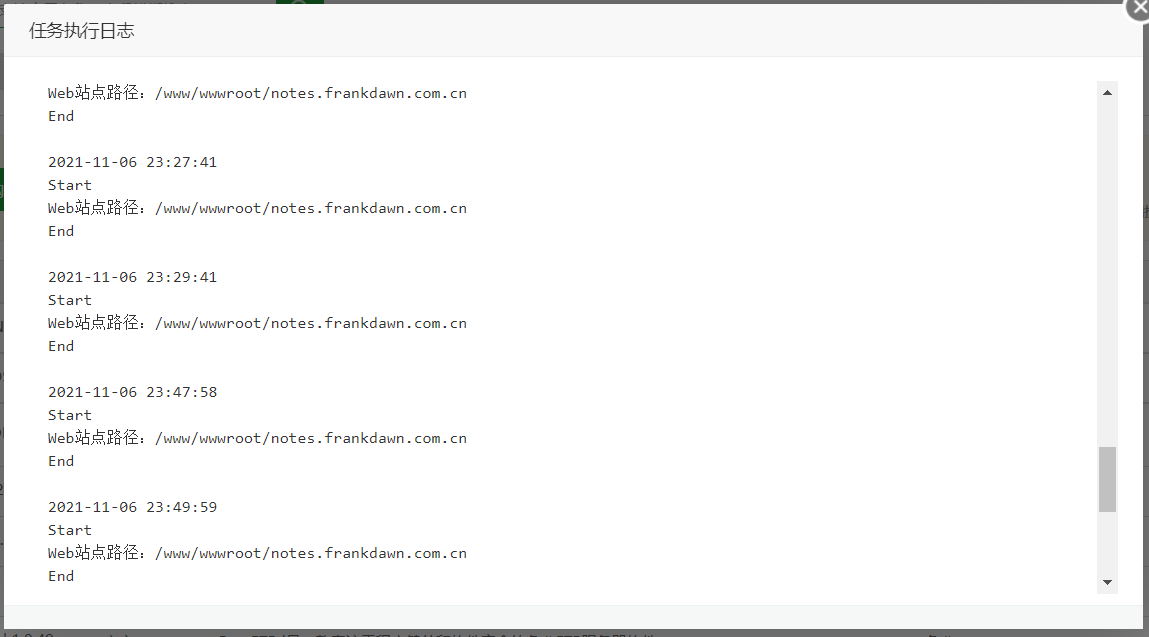 任务执行日志
Web站点路径：/www/wwwroot/notes.frankdawn.com.cn
End
2021-11-06 23:27:41
Start
Web站点路径：/www/wwwroot/notes.frankdawn.com.cn
End
2021-11-06 23:29:41
Start
Web站点路径：/www/wwwroot/notes.frankdawn.com.cn
End
2021-11-06 23:47:58
Start
Web站点路径：/www/wwwroot/notes.frankdawn.com.cn
End
2021-11-06 23:49:59
Start
Web站点路径：/www/wwwroot/notes.frankdawn.com.cn
End